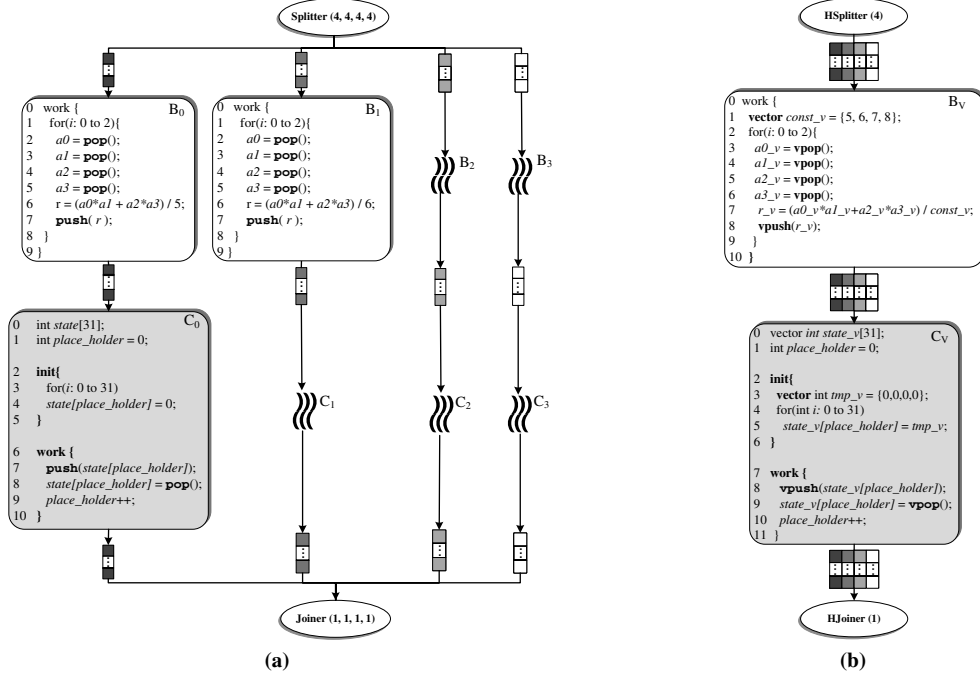 Splitter (4, 4, 4, 4)
B0
0 work {
1 for(i: 0 to 2){
2 a0 = pop();
3 a1 = pop();
4 a2 = pop();
5 a3 = pop();
6 r = (a0*a1 + a2*a3) / 5;
7 push( r );
8 }
9 }
B1
0 work {
1 for(i: 0 to 2){
2 a0 = pop();
3 a1 = pop();
4 a2 = pop();
5 a3 = pop();
6 r = (a0*a1 + a2*a3) / 6;
7 push( r );
8 }
9 }
B2
B3
C0
0 int state[31];
1 int place_holder = 0;
2 init{
3 for(i: 0 to 31)
4 state[place_holder] = 0;
5 }
6 work {
7 push(state[place_holder]);
8 state[place_holder] = pop();
9 place_holder++;
10 }
C1
C2
C3
Joiner (1, 1, 1, 1)
(a)
HSplitter (4)
BV
0 work {
1 vector const_v = {5, 6, 7, 8};
2 for(i: 0 to 2){
3 a0_v = vpop();
4 a1_v = vpop();
5 a2_v = vpop();
6 a3_v = vpop();
7 r_v = (a0_v*a1_v+a2_v*a3_v) / const_v;
8 vpush(r_v);
9 }
10 }
CV
0 vector int state_v[31];
1 int place_holder = 0;
2 init{
3 vector int tmp_v = {0,0,0,0};
4 for(int i: 0 to 31)
5 state_v[place_holder] = tmp_v;
6 }
7 work {
8 vpush(state_v[place_holder]);
9 state_v[place_holder] = vpop();
10 place_holder++;
11 }
HJoiner (1)
(b)